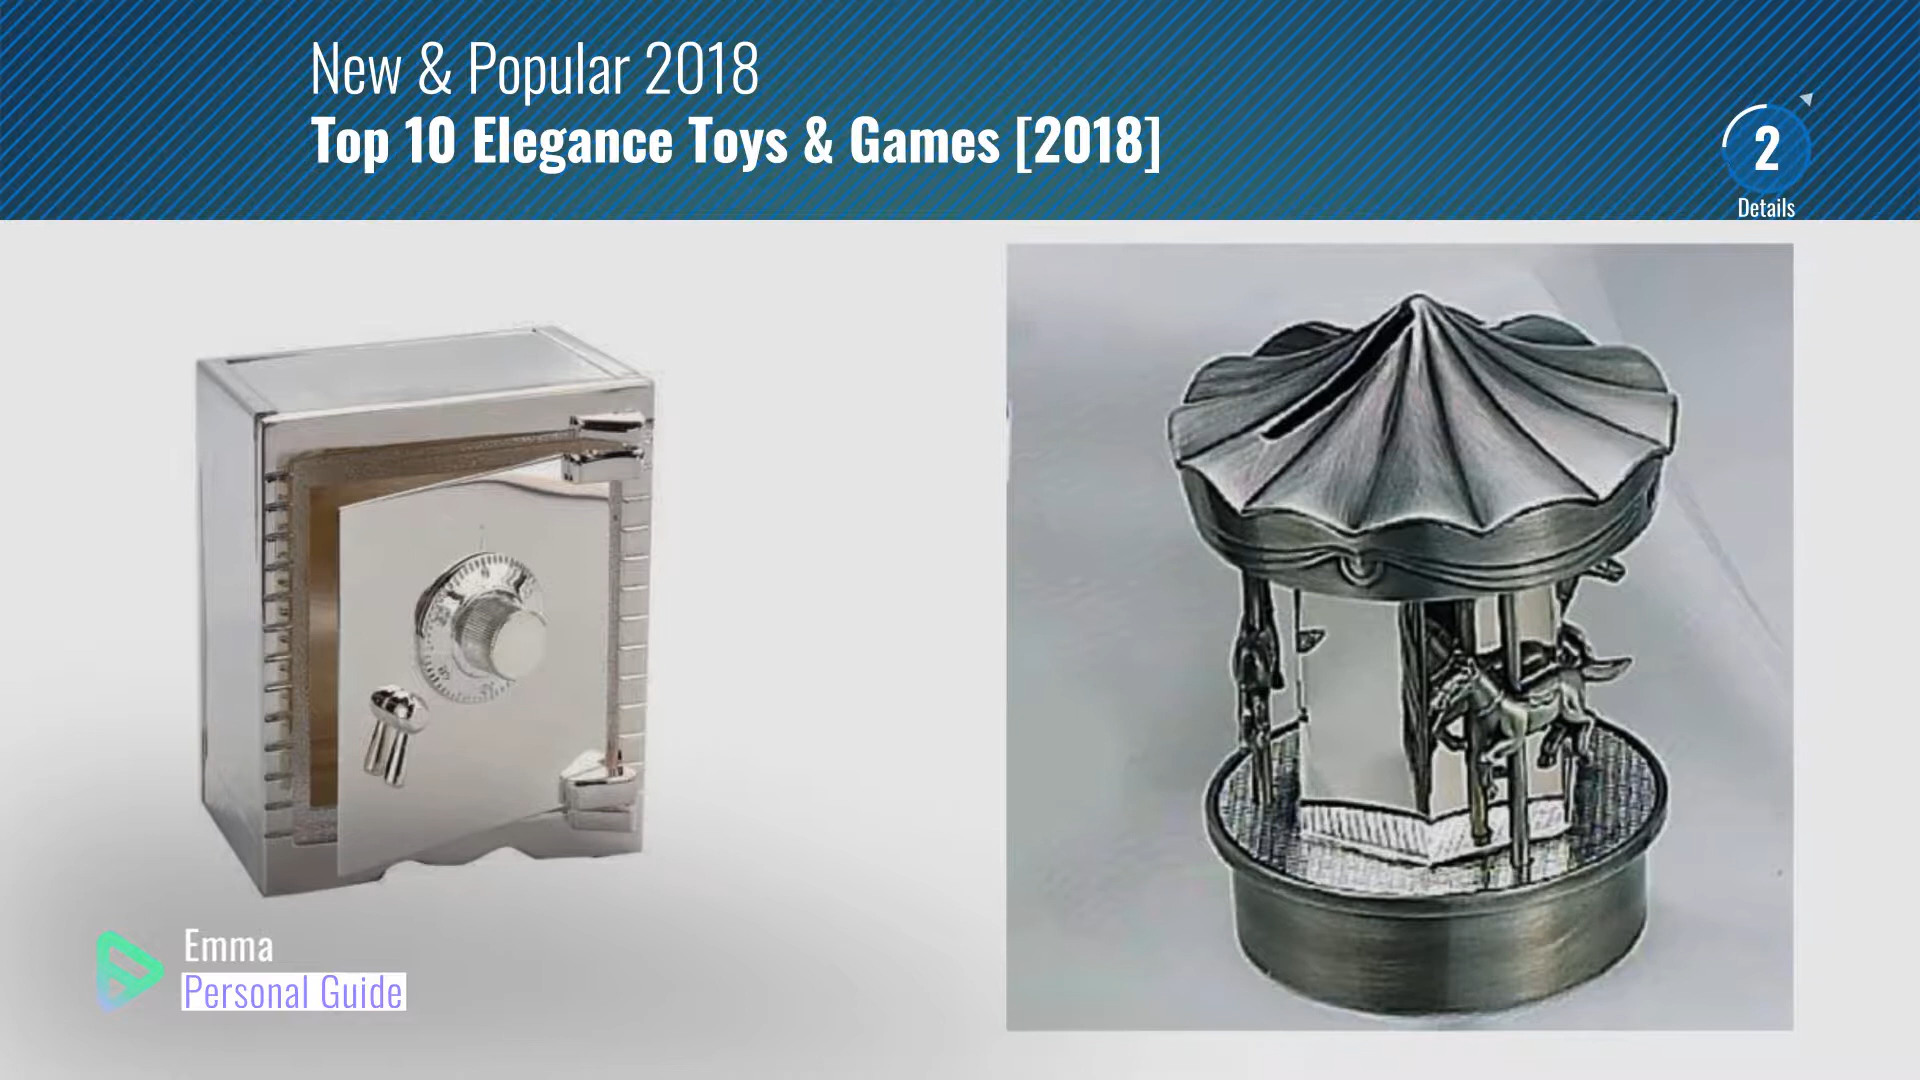 New & Popular 2018
Top 10 Elegance Toys & Games [2018]
2
Details
Emma
Personal Guide